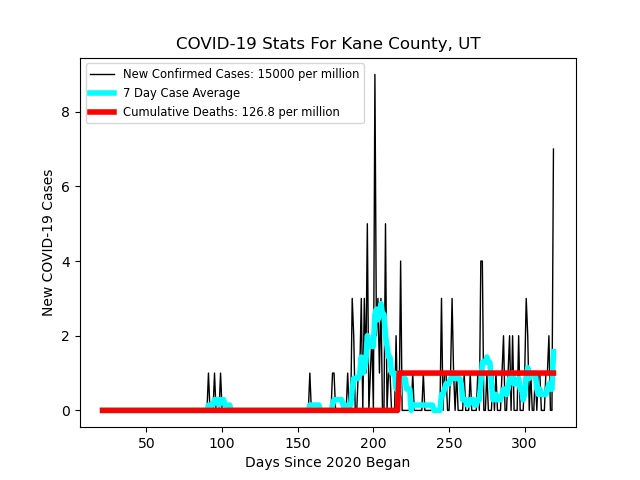 COVID-19 Stats For Kane County, UT
New Confirmed Cases: 15000 per million
7 Day Case Average
Cumulative Deaths: 126.8 per million
New COVID-19 Cases
8
6
4
2
0
50 100 150 200 250 300
Days Since 2020 Began